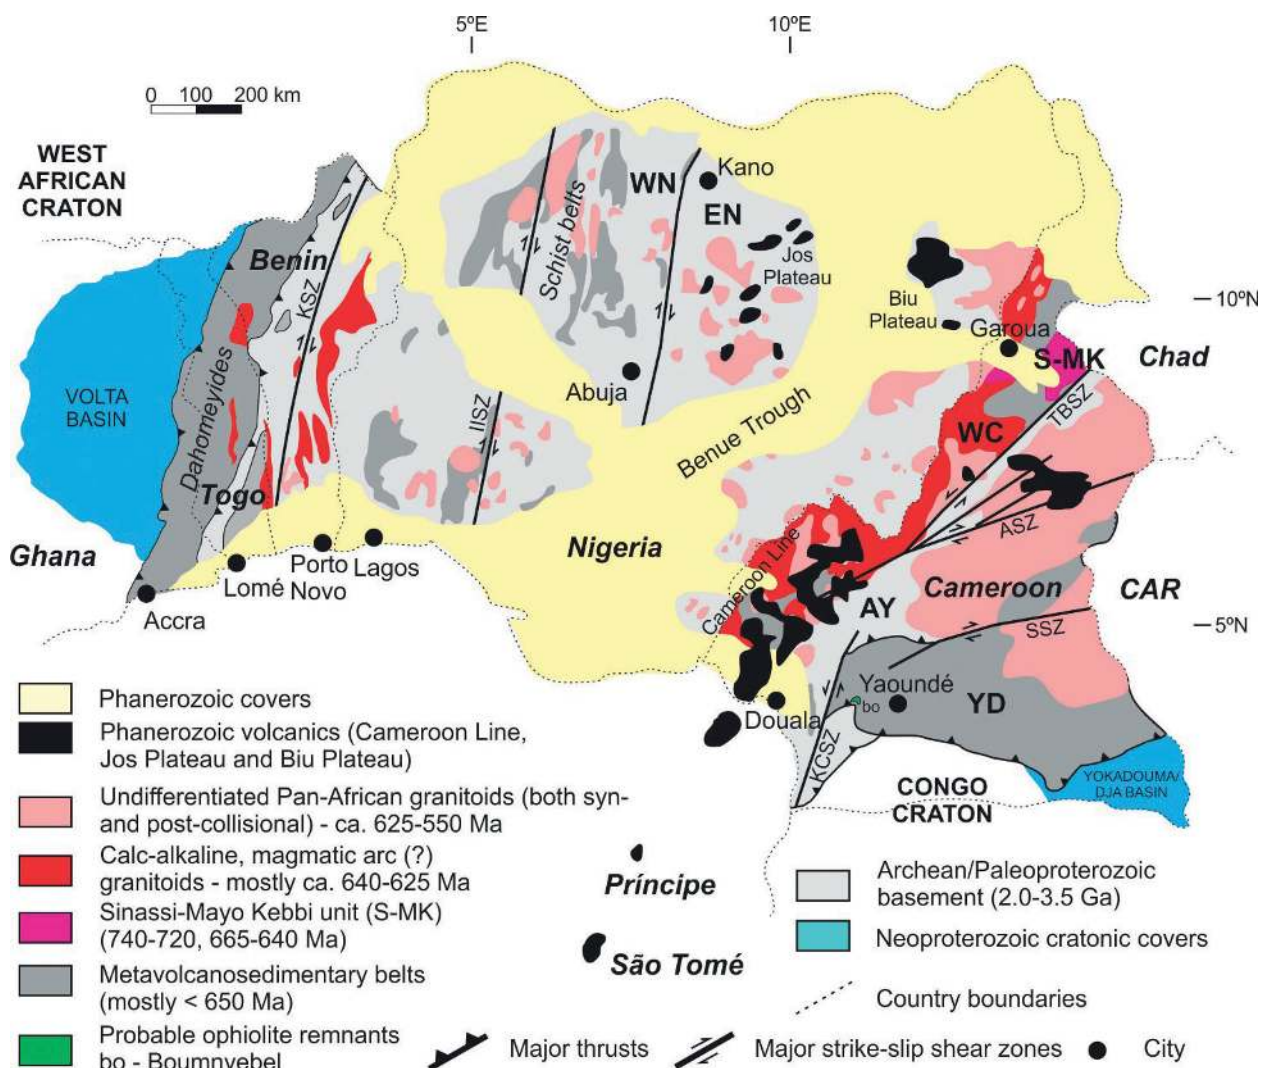 5ºE
10ºE
0 100 200 km
WEST
AFRICAN
CRATON
WN
Kano
EN
Schist belts
Jos
Plateau
Benin
KSZ
Biu
Plateau
10ºN
Garoua
S-MK
Chad
VOLTA
BASIN
Dahomeyides
Abuja
TBSZ
IISZ
Benue Trough
WC
Togo
ASZ
Ghana
Nigeria
Lomé
Porto
Novo
Lagos
Cameroon Line
Cameroon
CAR
Accra
AY
SSZ
5ºN
Yaoundé
bo
YD
Douala
KCSZ
CONGO
CRATON
YOKADOUMA/
DJA BASIN
Príncipe
São Tomé
Phanerozoic covers
Phanerozoic volcanics (Cameroon Line,
Jos Plateau and Biu Plateau)
Undifferentiated Pan-African granitoids (both syn-
and post-collisional) - ca. 625-550 Ma
Calc-alkaline, magmatic arc (?)
granitoids - mostly ca. 640-625 Ma
Sinassi-Mayo Kebbi unit (S-MK)
(740-720, 665-640 Ma)
Metavolcanosedimentary belts
(mostly < 650 Ma)
Probable ophiolite remnants
bo - Boumnyebel
Archean/Paleoproterozoic
basement (2.0-3.5 Ga)
Neoproterozoic cratonic covers
Country boundaries
Major thrusts
Major strike-slip shear zones
City